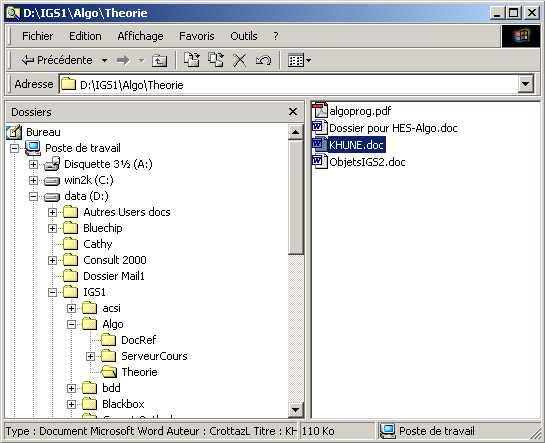 D:\IGS1\Algo\Theorie
Fichier Edition Affichage Favoris Outils ?
Précédente
Adresse D:\IGS1\Algo\Theorie
Dossiers
Bureau
Poste de travail
Disquette 3½ (A:)
win2k (C:)
data (D:)
Autres Users docs
Bluechip
Cathy
Consult 2000
Dossier Mail1
IGS1
acsi
Algo
DocRef
ServeurCours
Theorie
bdd
Blackbox
algoprog.pdf
Dossier pour HES-Algo.doc
KHUNE.doc
ObjetsIGS2.doc
Type : Document Microsoft Word Auteur : CrottazL Titre : KH 110 Ko Poste de travail